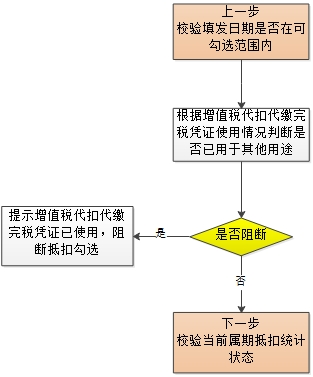 上一步
校验填发日期是否在可
勾选范围内
根据增值税代扣代缴完
税凭证使用情况判断是
否已用于其他用途
是否阻断
是
提示增值税代扣代缴
完税凭证已使用，阻
断抵扣勾选
否
下一步
校验当前属期抵扣统计
状态